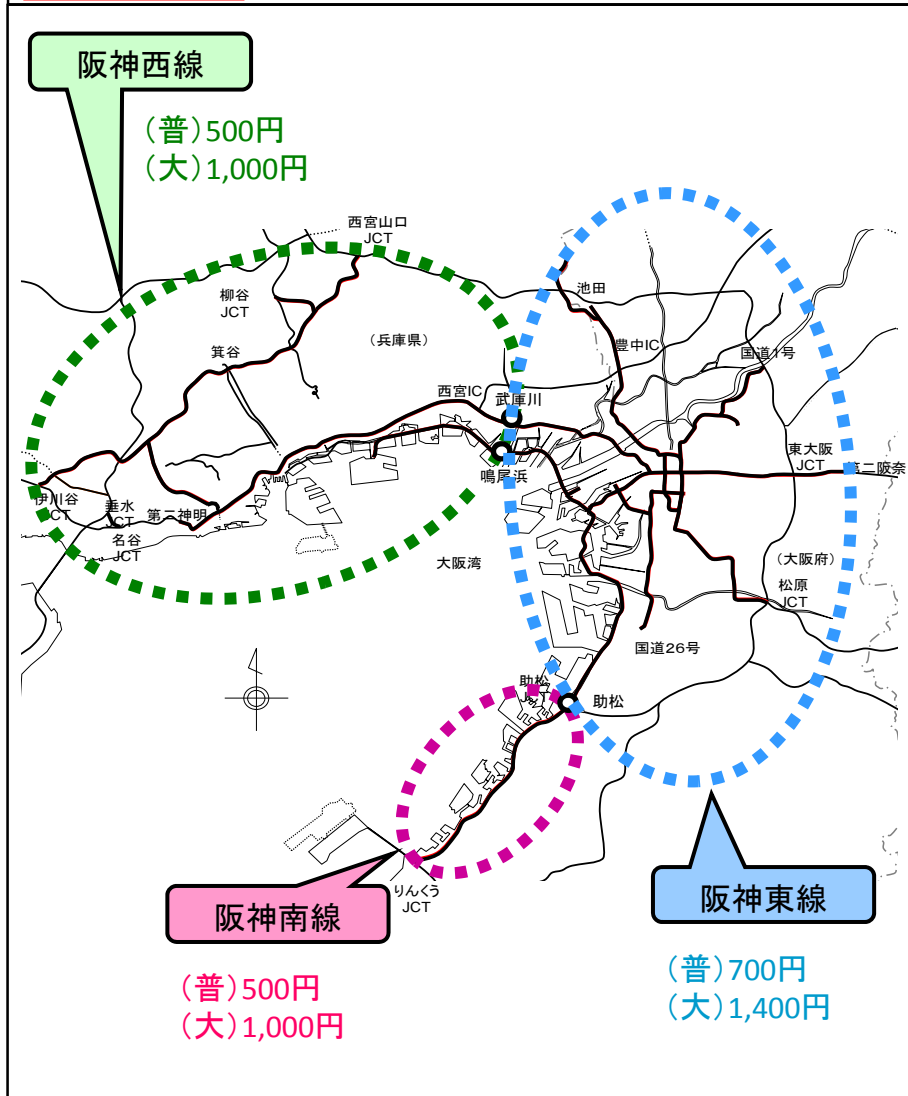 阪神西線
（普）500円
（大）1,000円
西宮山口
JCT
池田
柳谷
JCT
（兵庫県）
箕谷
豊中IC
国道1号
西宮IC
武庫川
鳴尾浜
東大阪
JCT
第二阪奈
伊川谷
JCT
垂水
JCT
第二神明
名谷
JCT
大阪湾
（大阪府）
松原
JCT
国道26号
助松
JCT
助松
りんくう
JCT
阪神南線
（普）500円
（大）1,000円
阪神東線
（普）700円
（大）1,400円